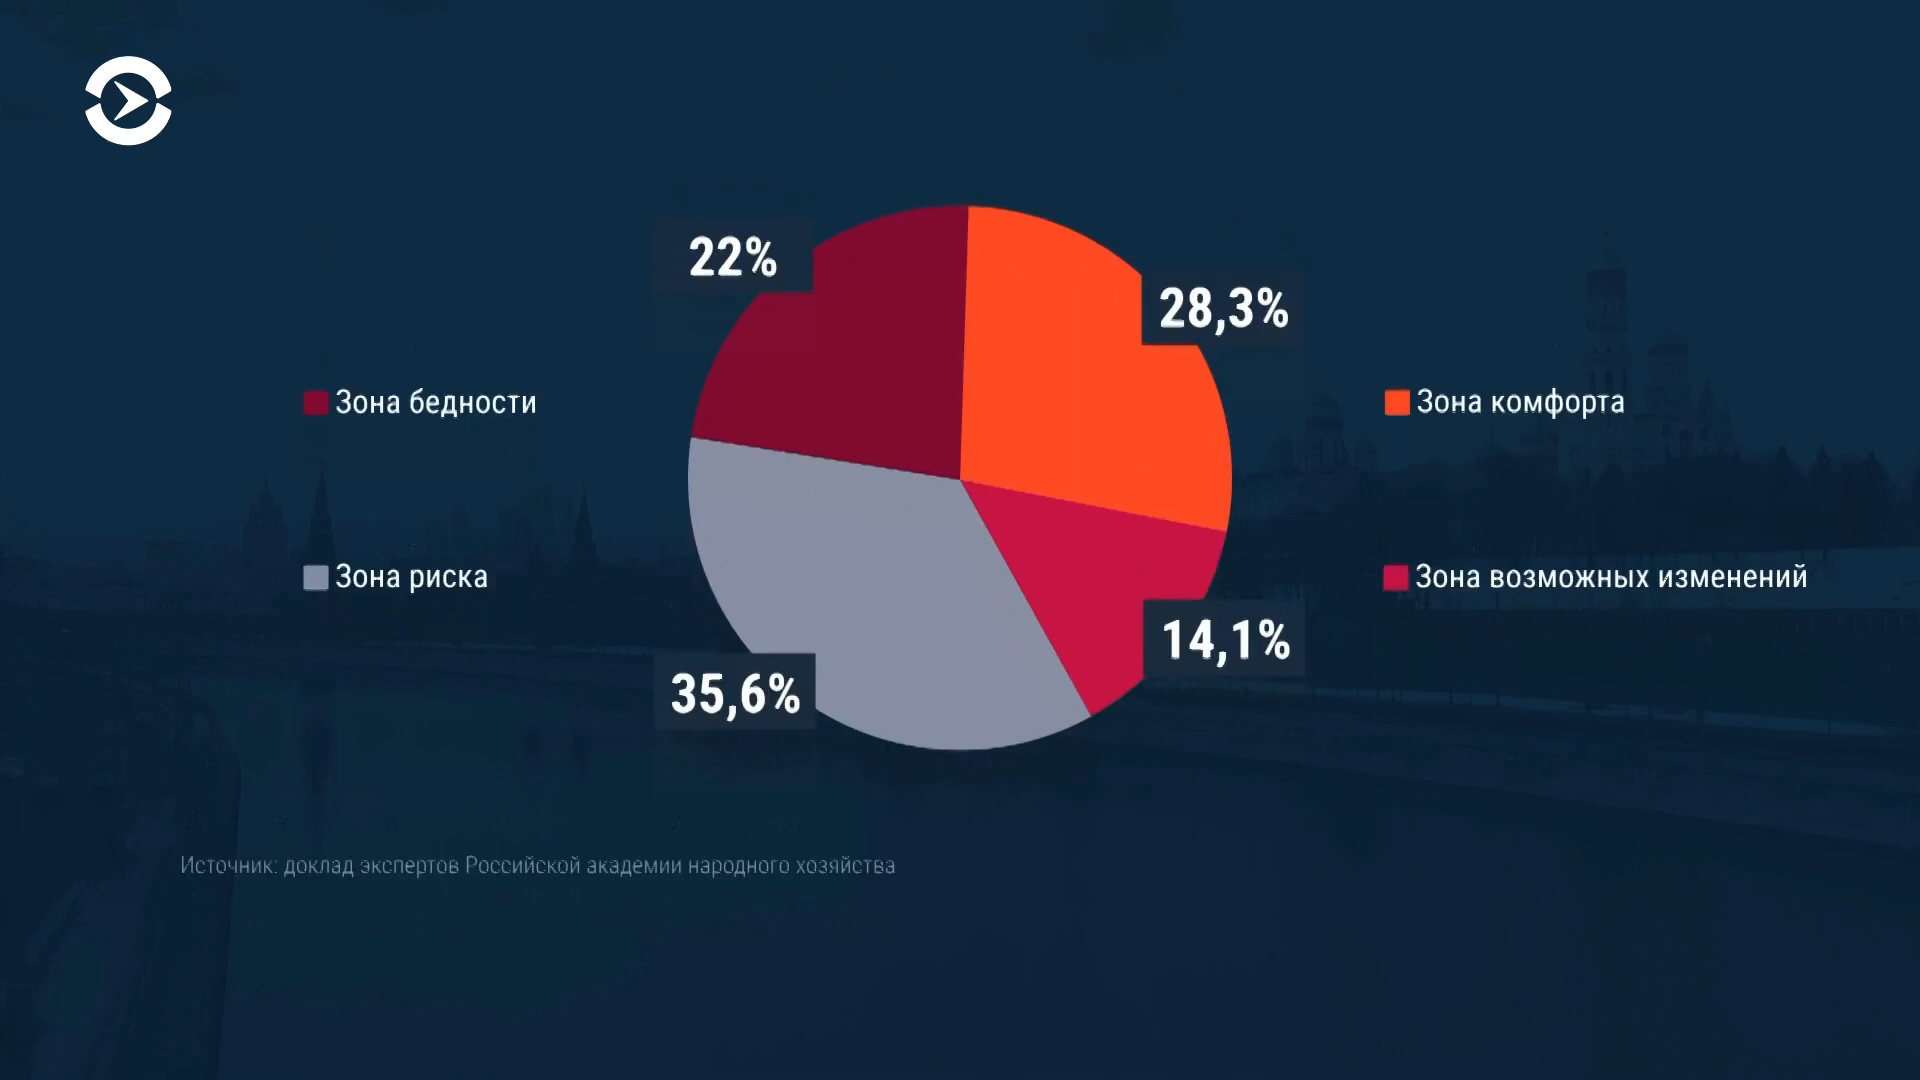 22%
28,3%
Зона бедности
Зона комфорта
Зона риска
Зона возможных изменений
14,1%
35,6%
Источник: доклад экспертов Российской академии народного хозяйства